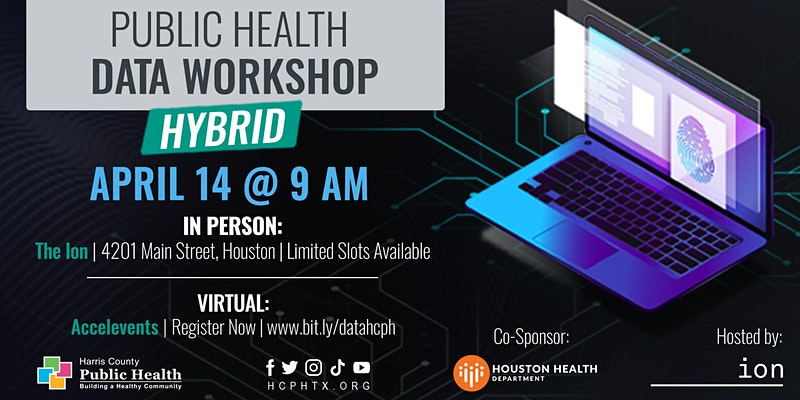 PUBLIC HEALTH
DATA WORKSHOP
HYBRID
APRIL 14 @ 9 AM
IN PERSON:
The Ion | 4201 Main Street, Houston | Limited Slots Available
VIRTUAL:
Accelevents | Register Now | www.bit.ly/datahcph
Harris County
Public Health
Building a Healthy Community
HCPHTX.ORG
Co-Sponsor:
HOUSTON HEALTH
DEPARTMENT
Hosted by:
ion